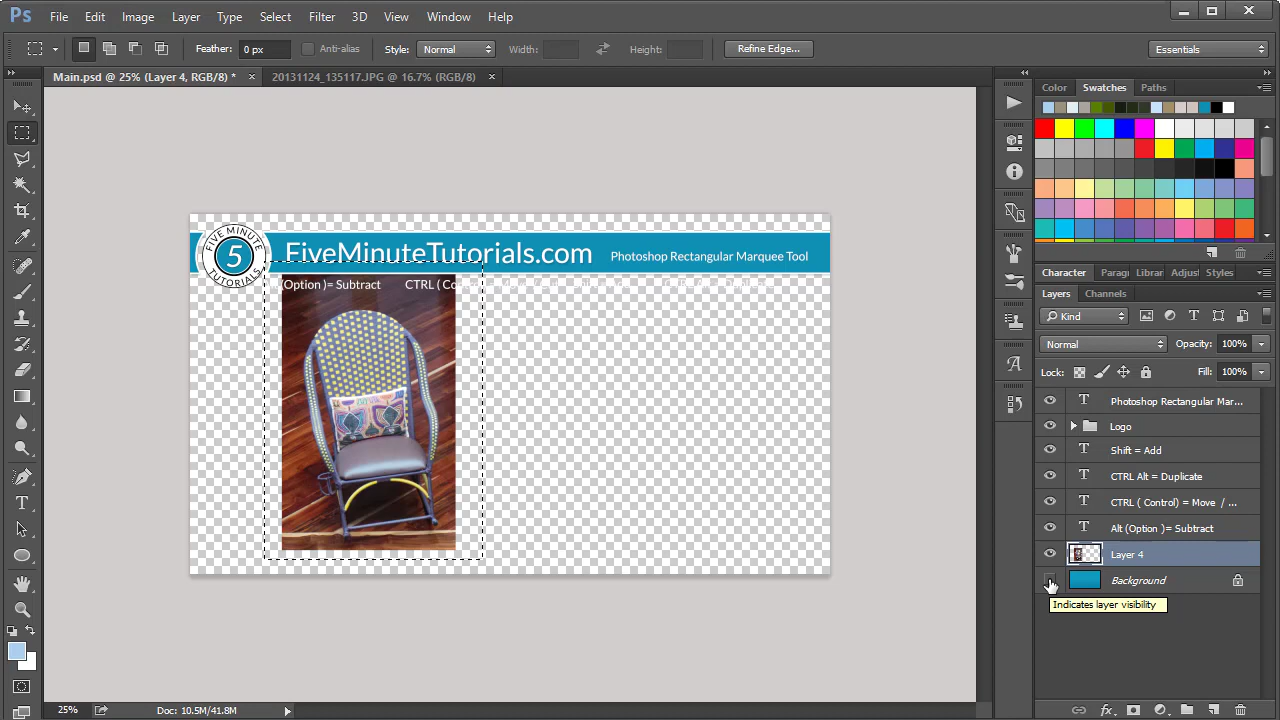 Ps File Edit Image Layer Type Select Filter 3D View Window Help
Feather: 0 px Anti-alias Style: Normal Width: Height: Refine Edge... Essentials
Main.psd @ 25% (Layer 4, RGB/8) * × 20131124_135117.JPG @ 16.7% (RGB/8) ×
Color Swatches Paths
FIVE MINUTE 5 TUTORIALS
FiveMinuteTutorials.com Photoshop Rectangular Marquee Tool
(Option )= Subtract CTRL (
Character Paragi Librar Adjust Styles
Layers Channels
Kind
Normal Opacity: 100%
Lock: Fill: 100%
T Photoshop Rectangular Mar...
Logo
T Shift = Add
T CTRL Alt = Duplicate
T CTRL ( Control) = Move / ...
T Alt (Option )= Subtract
Layer 4
Background
Indicates layer visibility
25% Doc: 10.5M/41.8M
fx